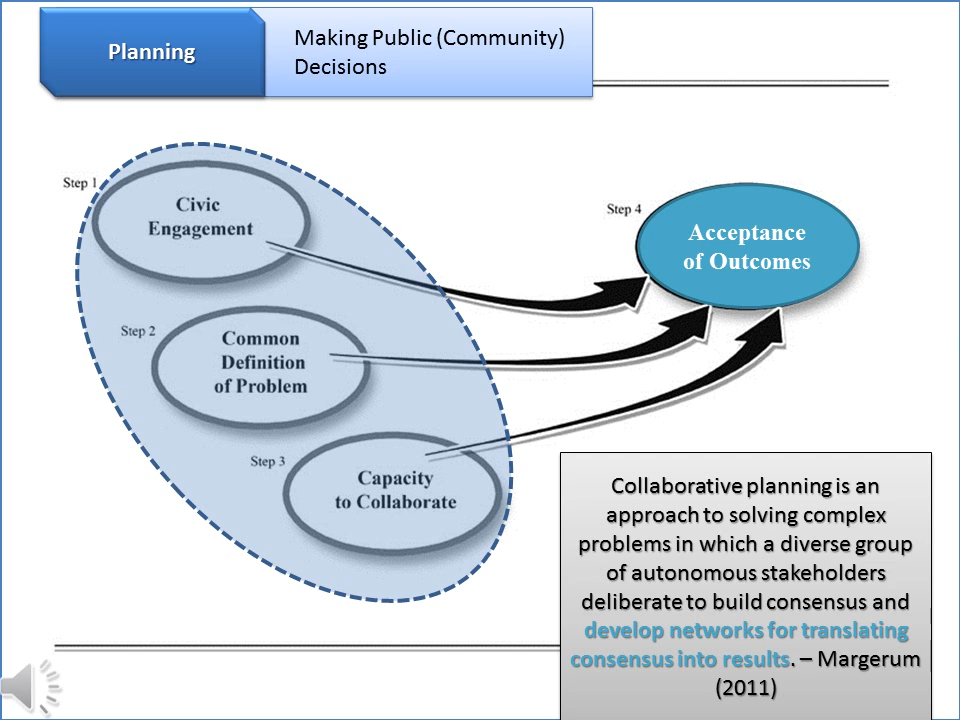 Planning
Making Public (Community)
Decisions
Step 1
Civic
Engagement
Step 2
Common
Definition
of Problem
Step 3
Capacity
to Collaborate
Step 4
Acceptance
of Outcomes
Collaborative planning is an
approach to solving complex
problems in which a diverse group
of autonomous stakeholders
deliberate to build consensus and
develop networks for translating
consensus into results. – Margerum
(2011)